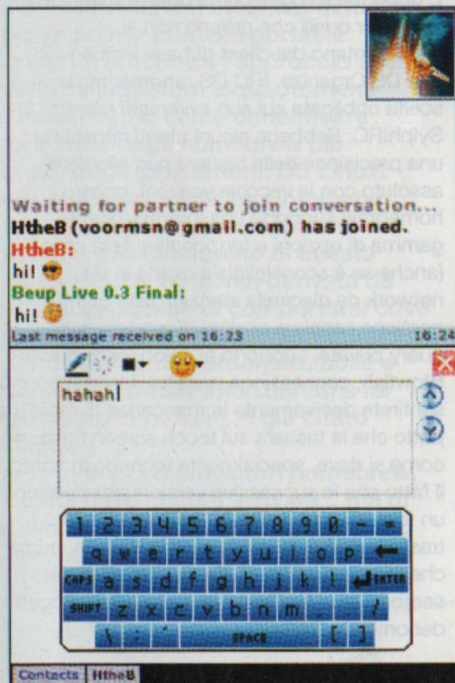 Waiting for partner to join conversation...
HtheB (voormsn@gmail.com) has joined.
HtheB:
hi!
Beup Live 0.3 Final:
hi!
Last message received on 16:23 16:24
hahah
1 2 3 4 5 6 7 8 9 0 - =
q w e r t y u i o p ←
CAPS a s d f g h j k l ENTER
SHIFT z x c v b n m , . /
\ ; ' SPACE [ ]
Contacts HtheB